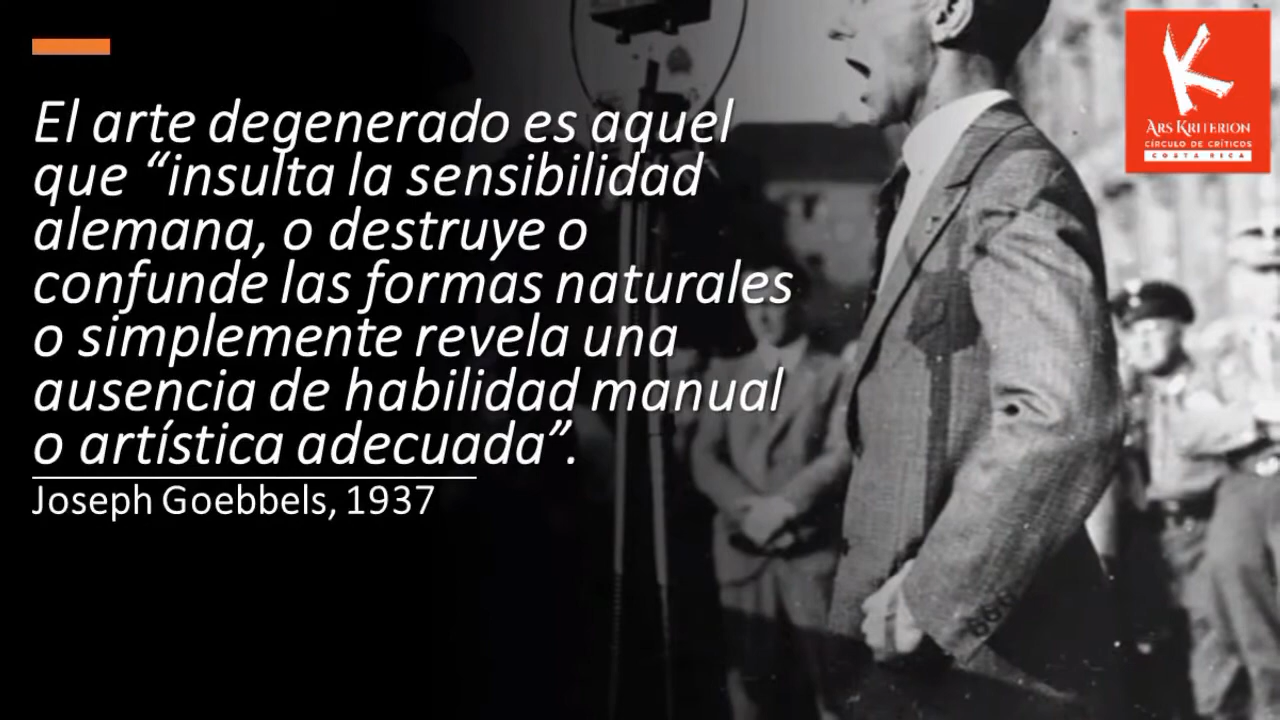 El arte degenerado es aquel
que “insulta la sensibilidad
alemana, o destruye o
confunde las formas naturales
o simplemente revela una
ausencia de habilidad manual
o artística adecuada”.
Joseph Goebbels, 1937
K
ARS KRITERION
CÍRCULO DE CRÍTICOS
COSTA RICA